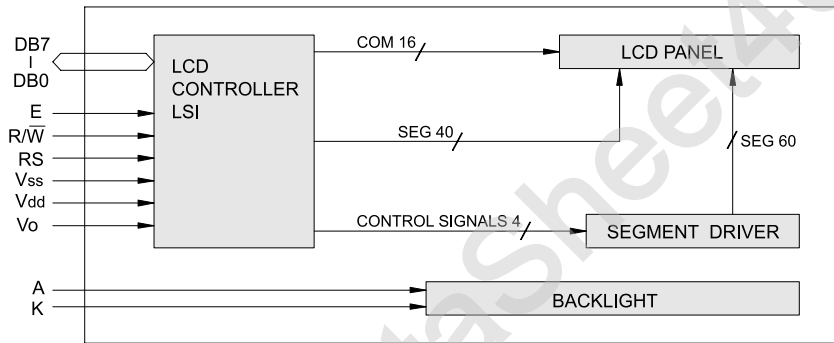 DB7
I
DB0
E
R/W̅
RS
Vss
Vdd
Vo
A
K
LCD
CONTROLLER
LSI
COM 16
SEG 40
CONTROL SIGNALS 4
LCD PANEL
SEG 60
SEGMENT DRIVER
BACKLIGHT
taSheet4